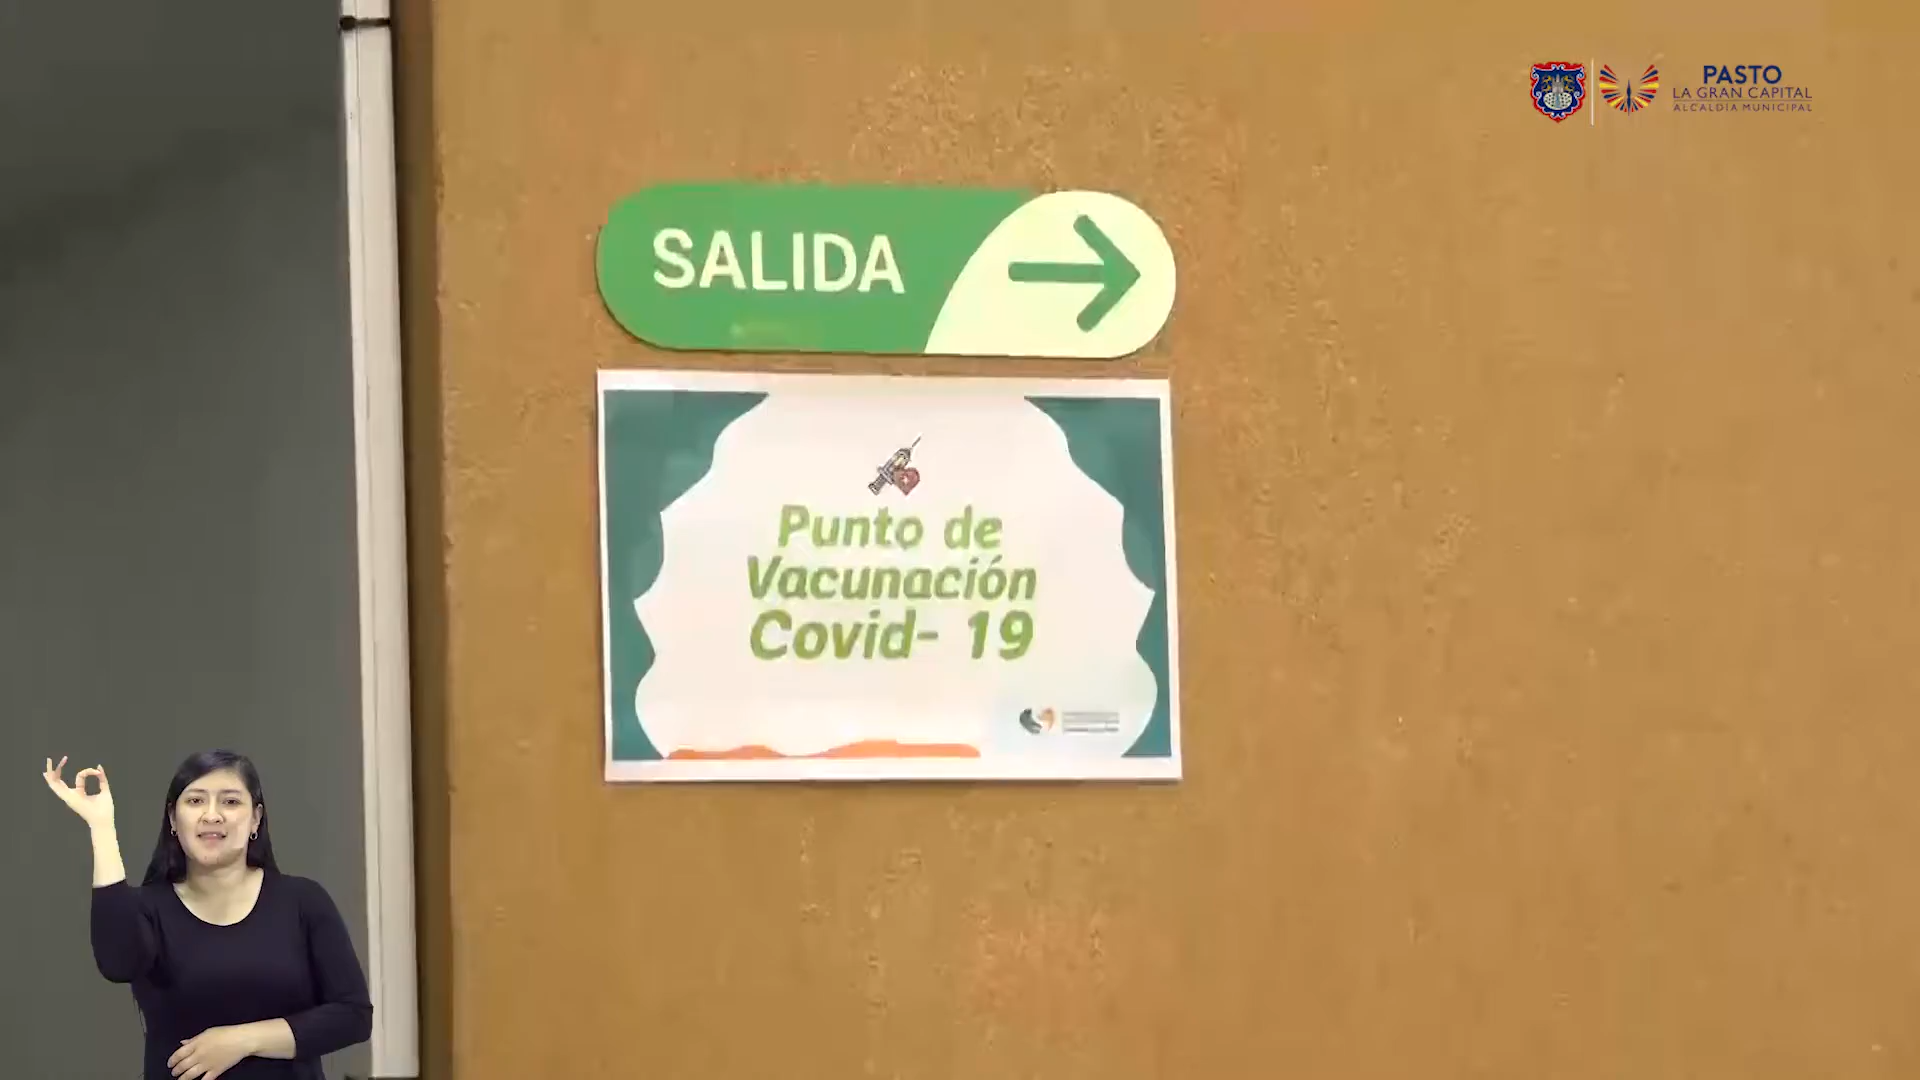 PASTO
LA GRAN CAPITAL
ALCALDÍA MUNICIPAL
SALIDA
Punto de
Vacunación
Covid- 19